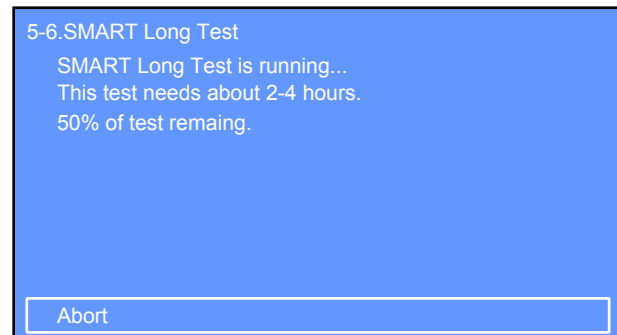 5-6.SMART Long Test
SMART Long Test is running...
This test needs about 2-4 hours.
50% of test remaing.
Abort